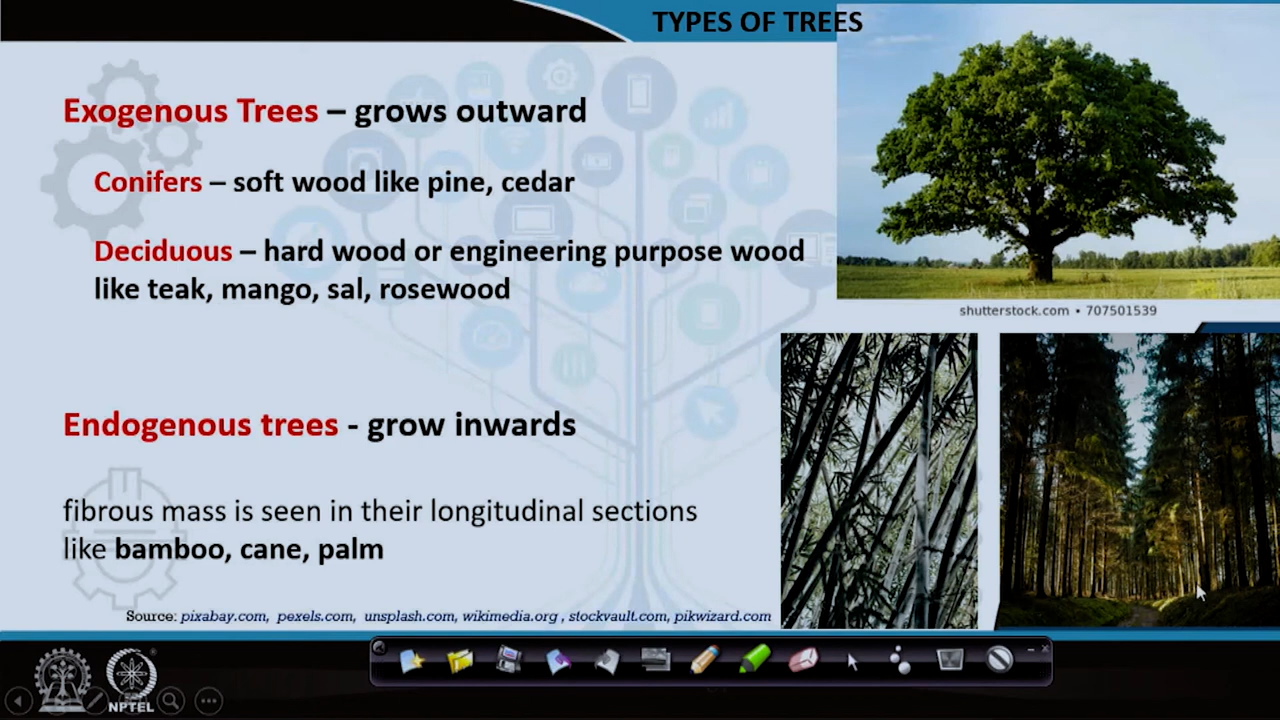 TYPES OF TREES
Exogenous Trees – grows outward
Conifers – soft wood like pine, cedar
Deciduous – hard wood or engineering purpose wood
like teak, mango, sal, rosewood
shutterstock.com • 707501539
Endogenous trees - grow inwards
fibrous mass is seen in their longitudinal sections
like bamboo, cane, palm
Source: pixabay.com, pexels.com, unsplash.com, wikimedia.org , stockvault.com, pikwizard.com
NPTEL